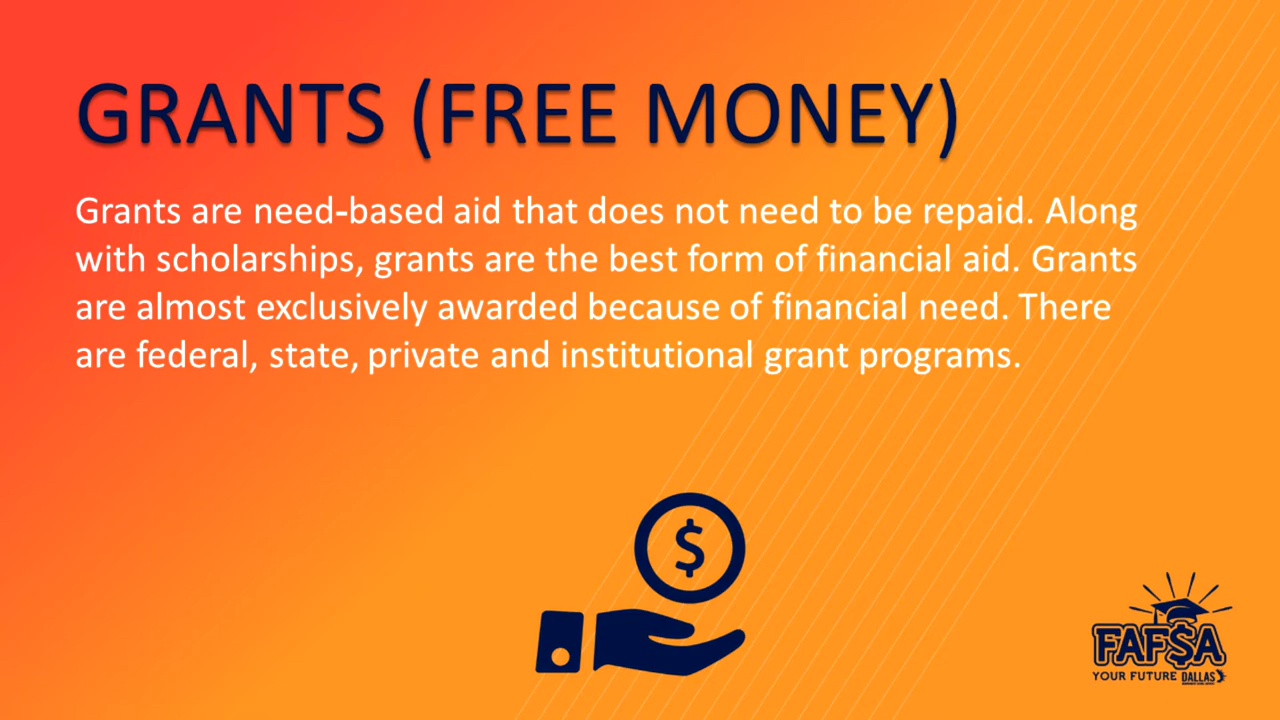 GRANTS (FREE MONEY)
Grants are need-based aid that does not need to be repaid. Along
with scholarships, grants are the best form of financial aid. Grants
are almost exclusively awarded because of financial need. There
are federal, state, private and institutional grant programs.
$
FAF$A
YOUR FUTURE DALLAS